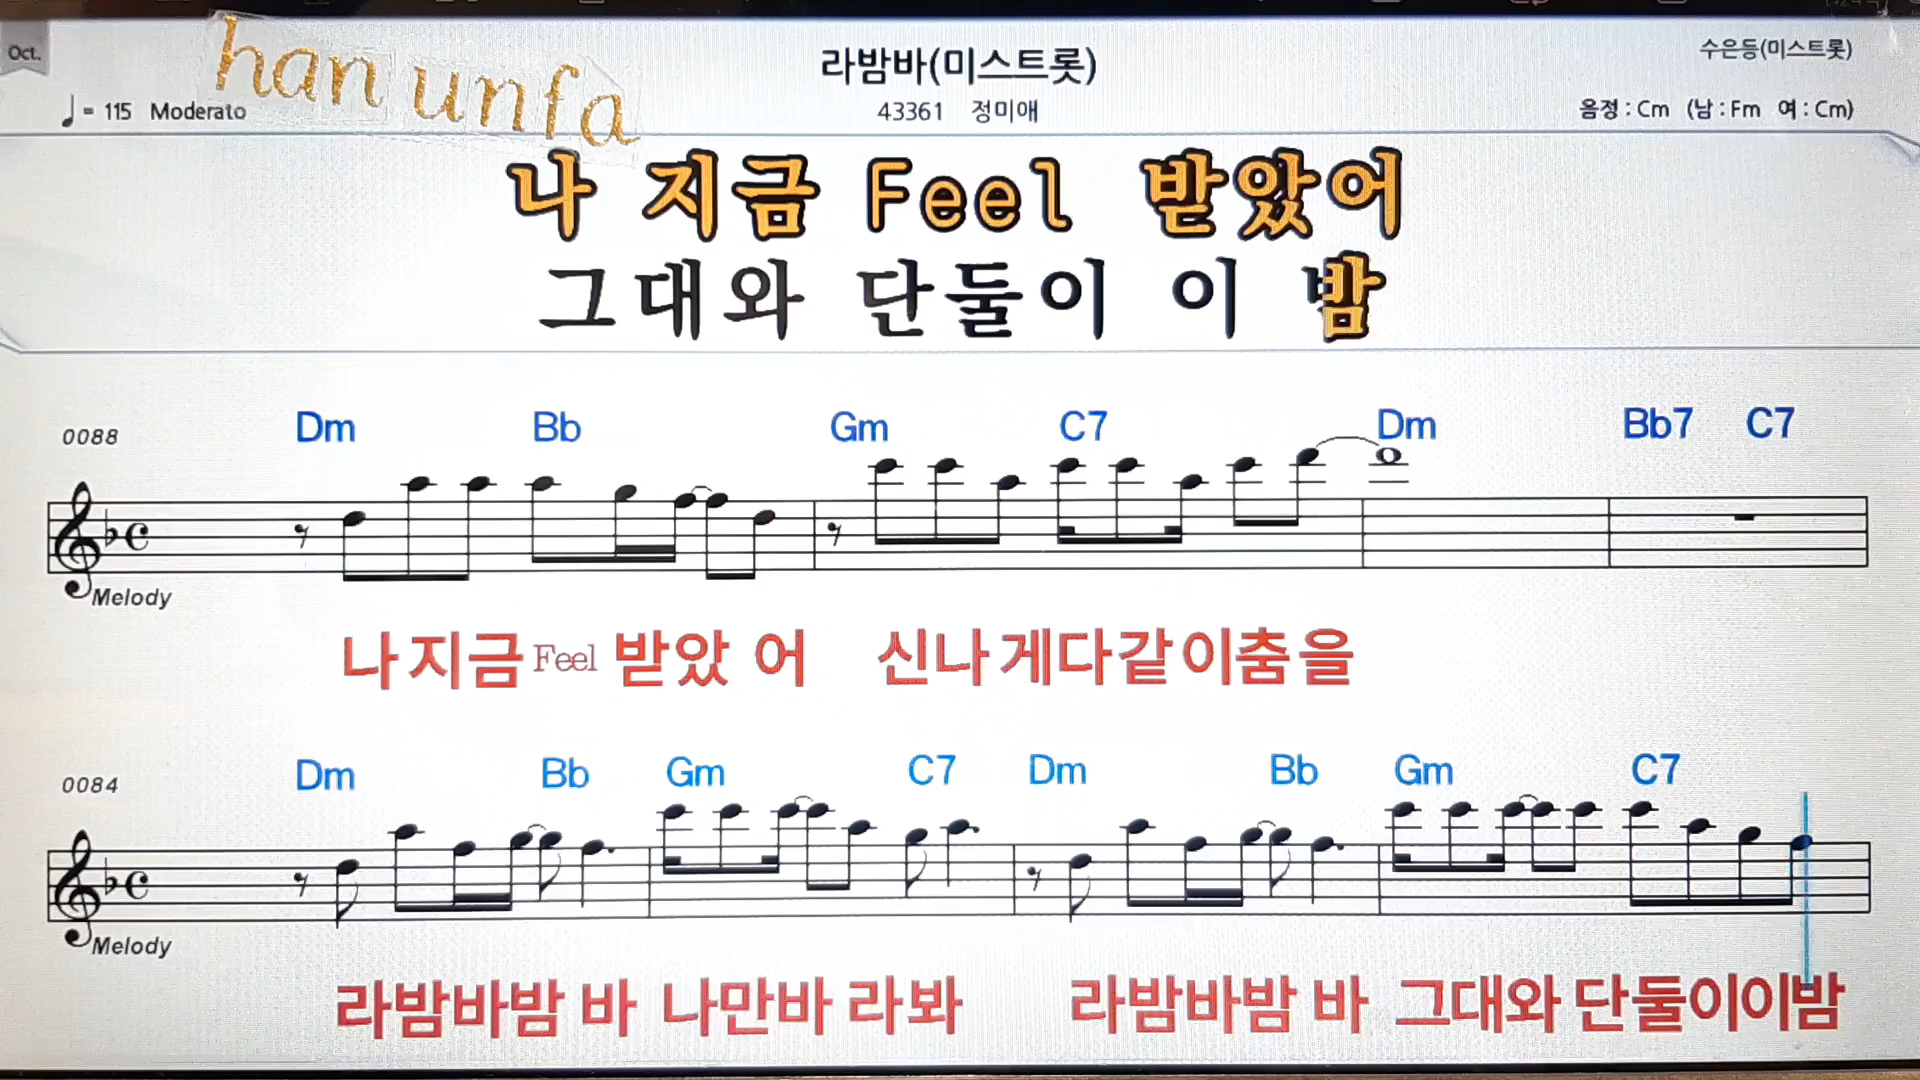 Oct.
han unfa
라밤바(미스트롯)
수은등(미스트롯)
♩= 115 Moderato
43361 정미애
음정 : Cm (남 : Fm 여 : Cm)
나 지금 Feel 받았어
그대와 단둘이 이 밤
0088 Dm Bb Gm C7 Dm Bb7 C7
Melody
나지금Feel 받았 어 신나게다같이춤을
0084 Dm Bb Gm C7 Dm Bb Gm C7
Melody
라밤바밤 바 나만바 라봐 라밤바밤 바 그대와 단둘이이밤